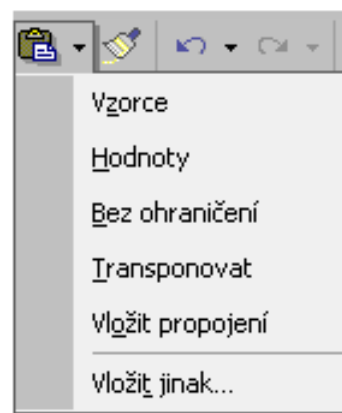 Vzorce
Hodnoty
Bez ohraničení
Transponovat
Vložit propojení
Vložit jinak...